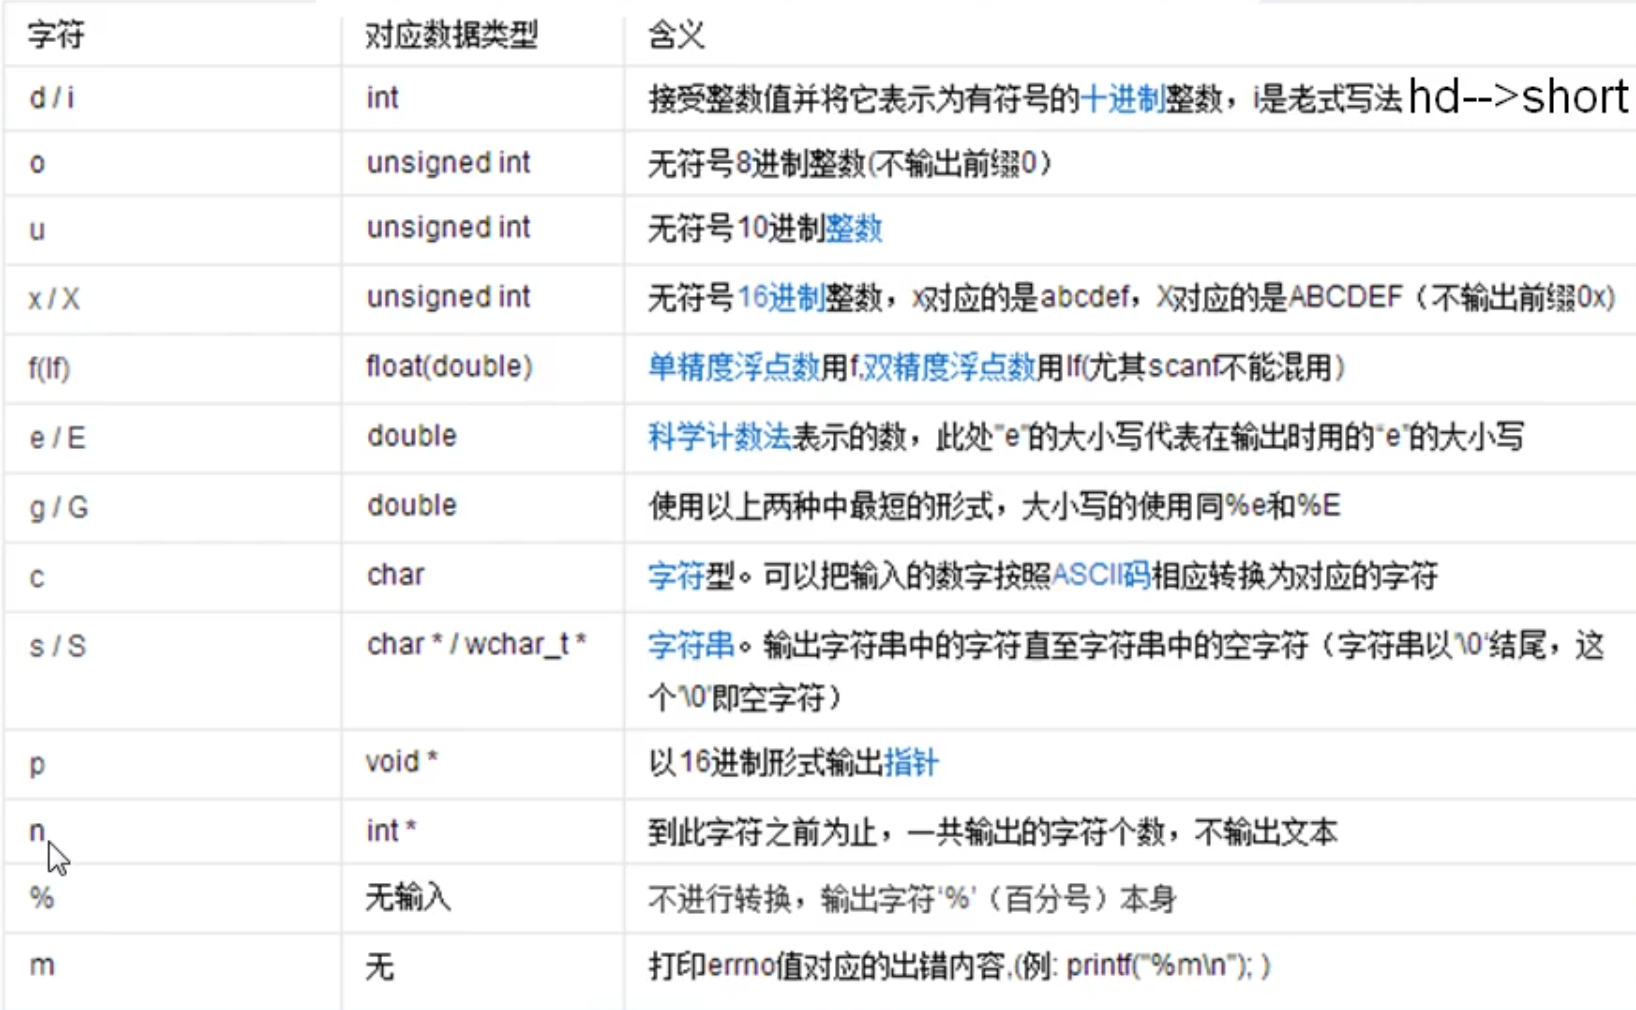 字符 对应数据类型 含义
d / i int 接受整数值并将它表示为有符号的十进制整数，i是老式写法 hd-->short
o unsigned int 无符号8进制整数(不输出前缀0）
u unsigned int 无符号10进制整数
x / X unsigned int 无符号16进制整数，x对应的是abcdef，X对应的是ABCDEF（不输出前缀0x)
f(lf) float(double) 单精度浮点数用f,双精度浮点数用lf(尤其scanf不能混用)
e / E double 科学计数法表示的数，此处"e"的大小写代表在输出时用的“e”的大小写
g / G double 使用以上两种中最短的形式，大小写的使用同%e和%E
c char 字符型。可以把输入的数字按照ASCII码相应转换为对应的字符
s / S char * / wchar_t * 字符串。输出字符串中的字符直至字符串中的空字符（字符串以'\0‘结尾，这
个'\0'即空字符）
p void * 以16进制形式输出指针
n int * 到此字符之前为止，一共输出的字符个数，不输出文本
% 无输入 不进行转换，输出字符‘%’（百分号）本身
m 无 打印errno值对应的出错内容,(例: printf("%m\n"); )